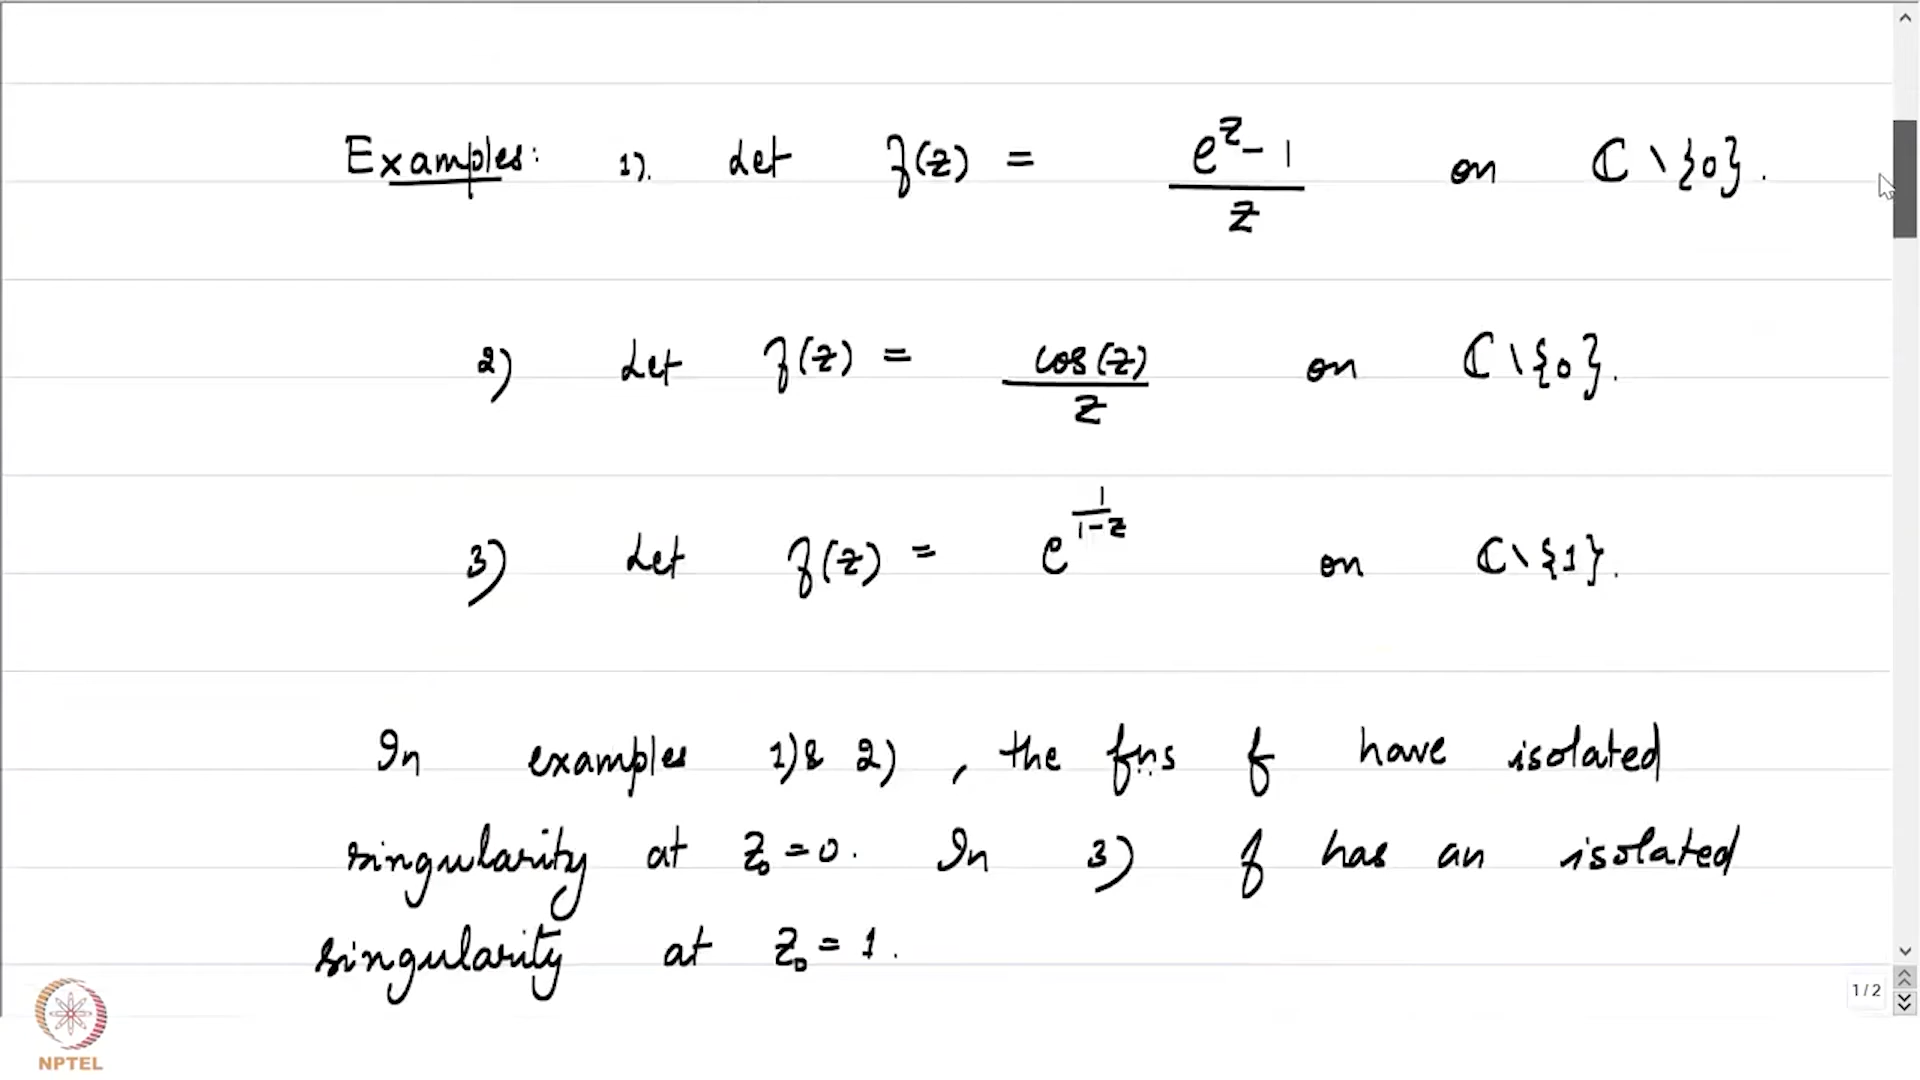 Examples: 1). Let f(z) = e^{z}-1 / z on ℂ \ {0}.
2) Let f(z) = cos(z) / z on ℂ \ {0}.
3) Let f(z) = e^{1/(1-z)} on ℂ \ {1}.
In examples 1) & 2), the fns f have isolated
singularity at z₀ = 0. In 3) f has an isolated
singularity at z₀ = 1.
1 / 2
NPTEL